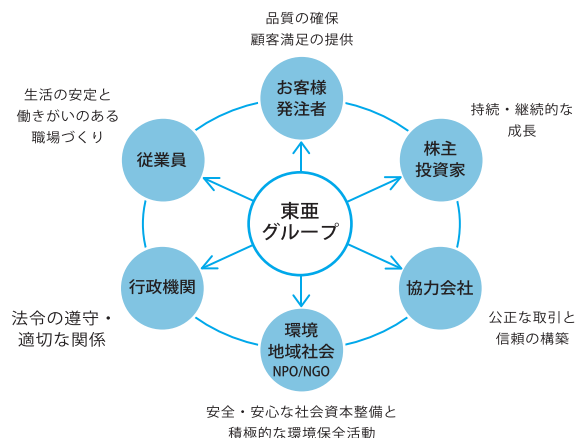 品質の確保
顧客満足の提供
お客様
発注者
生活の安定と
働きがいのある
職場づくり
従業員
持続・継続的な
成長
株主
投資家
東亜
グループ
行政機関
法令の遵守・
適切な関係
協力会社
公正な取引と
信頼の構築
環境
地域社会
NPO/NGO
安全・安心な社会資本整備と
積極的な環境保全活動